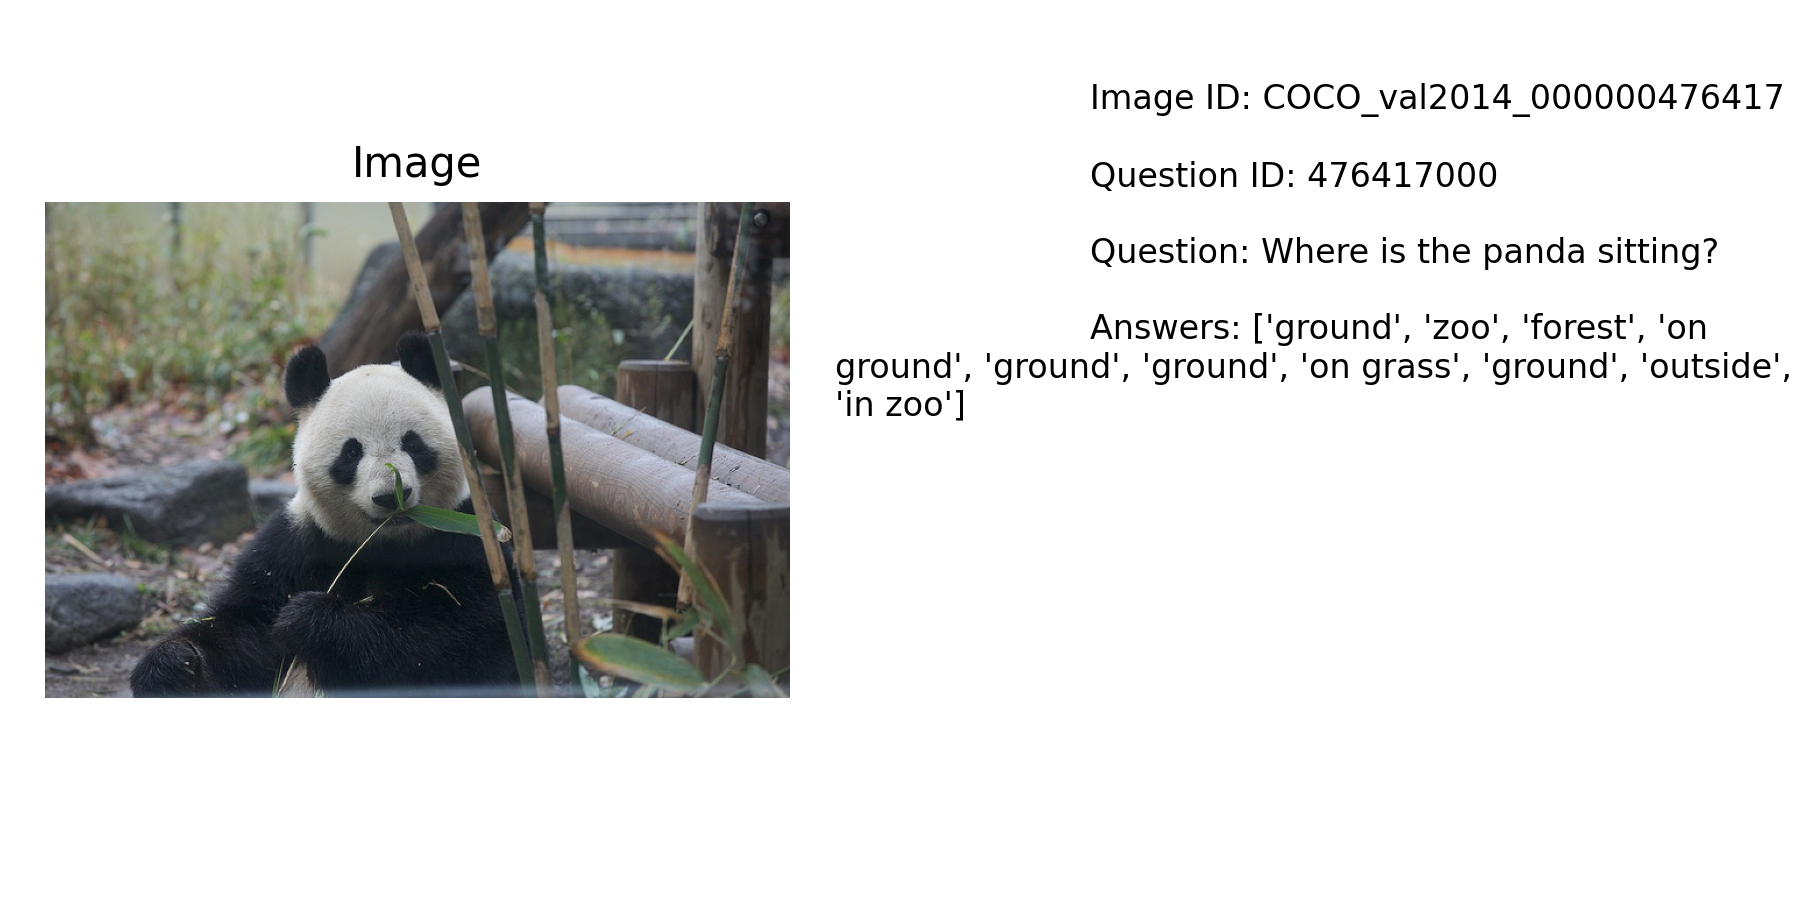 Image
Image ID: COCO_val2014_000000476417
Question ID: 476417000
Question: Where is the panda sitting?
Answers: ['ground', 'zoo', 'forest', 'on
ground', 'ground', 'ground', 'on grass', 'ground', 'outside',
'in zoo']